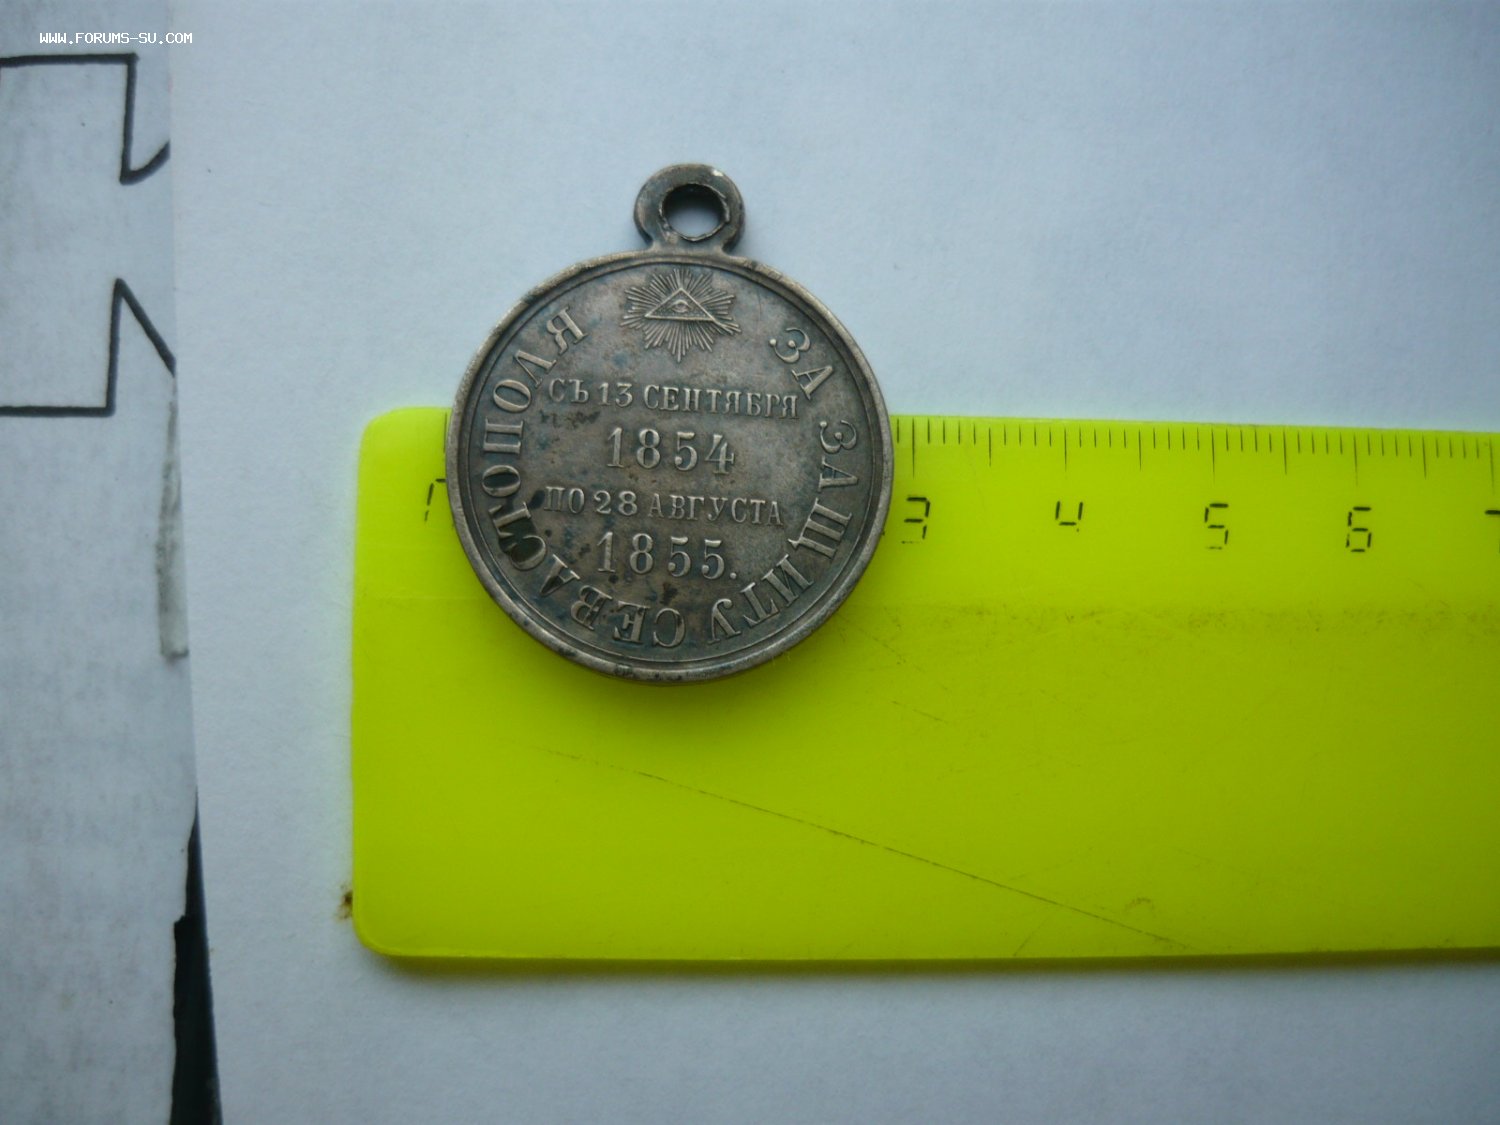 WWW.FORUMS-SU.COM
ЗА ЗАЩИТУ СЕВАСТОПОЛЯ
СЪ 13 СЕНТЯБРЯ
1854
ПО 28 АВГУСТА
1855.
3 4 5 6